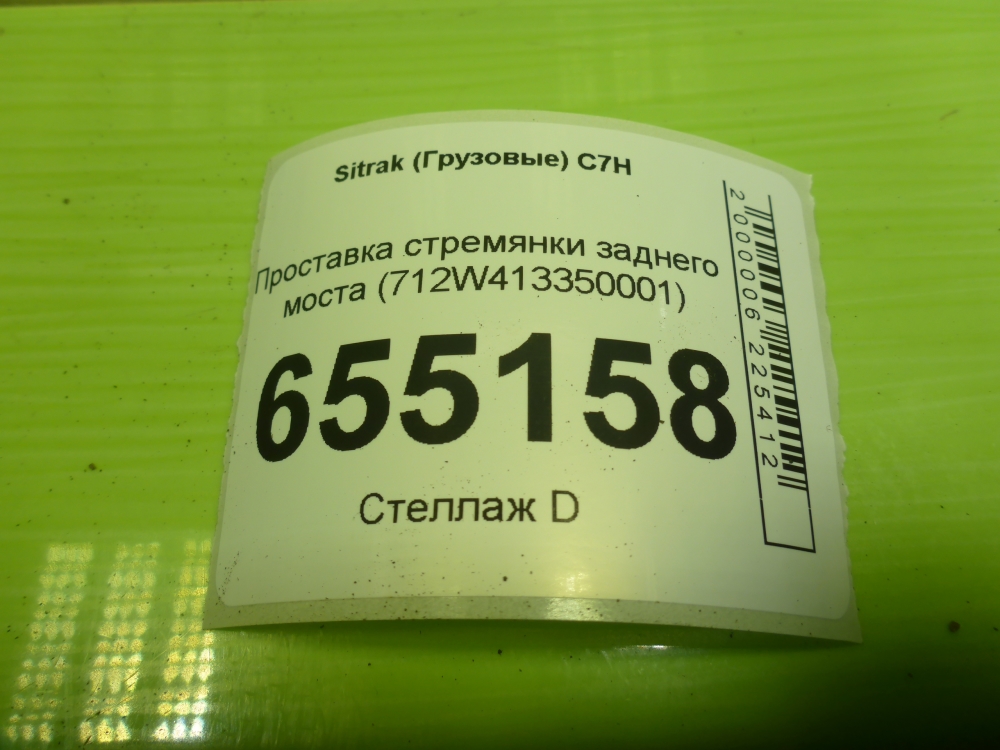 Sitrak (Грузовые) C7H
Проставка стремянки заднего
моста (712W413350001)
655158
Стеллаж D
2000006225412